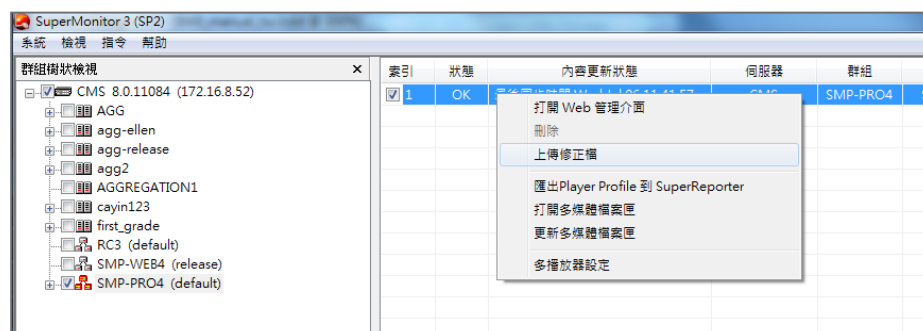 SuperMonitor 3 (SP2)
系統 檢視 指令 幫助
群組樹狀檢視 ×
CMS 8.0.11084 (172.16.8.52)
AGG
agg-ellen
agg-release
agg2
AGGREGATION1
cayin123
first_grade
RC3 (default)
SMP-WEB4 (release)
SMP-PRO4 (default)
索引 狀態 內容更新狀態 伺服器 群組
1 OK SMP-PRO4
打開 Web 管理介面
刪除
上傳修正檔
匯出Player Profile 到 SuperReporter
打開多媒體檔案匣
更新多媒體檔案匣
多播放器設定